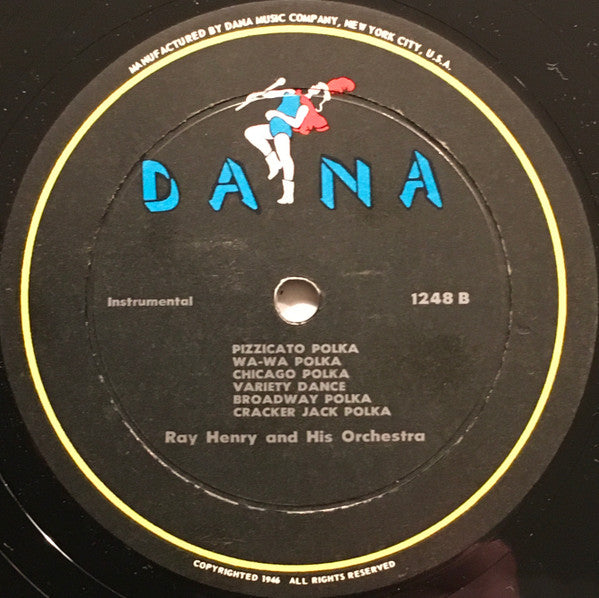 MANUFACTURED BY DANA MUSIC COMPANY, NEW YORK CITY, U.S.A.
DANA
Instrumental
1248 B
PIZZICATO POLKA
WA-WA POLKA
CHICAGO POLKA
VARIETY DANCE
BROADWAY POLKA
CRACKER JACK POLKA
Ray Henry and His Orchestra
COPYRIGHTED 1946 ALL RIGHTS RESERVED